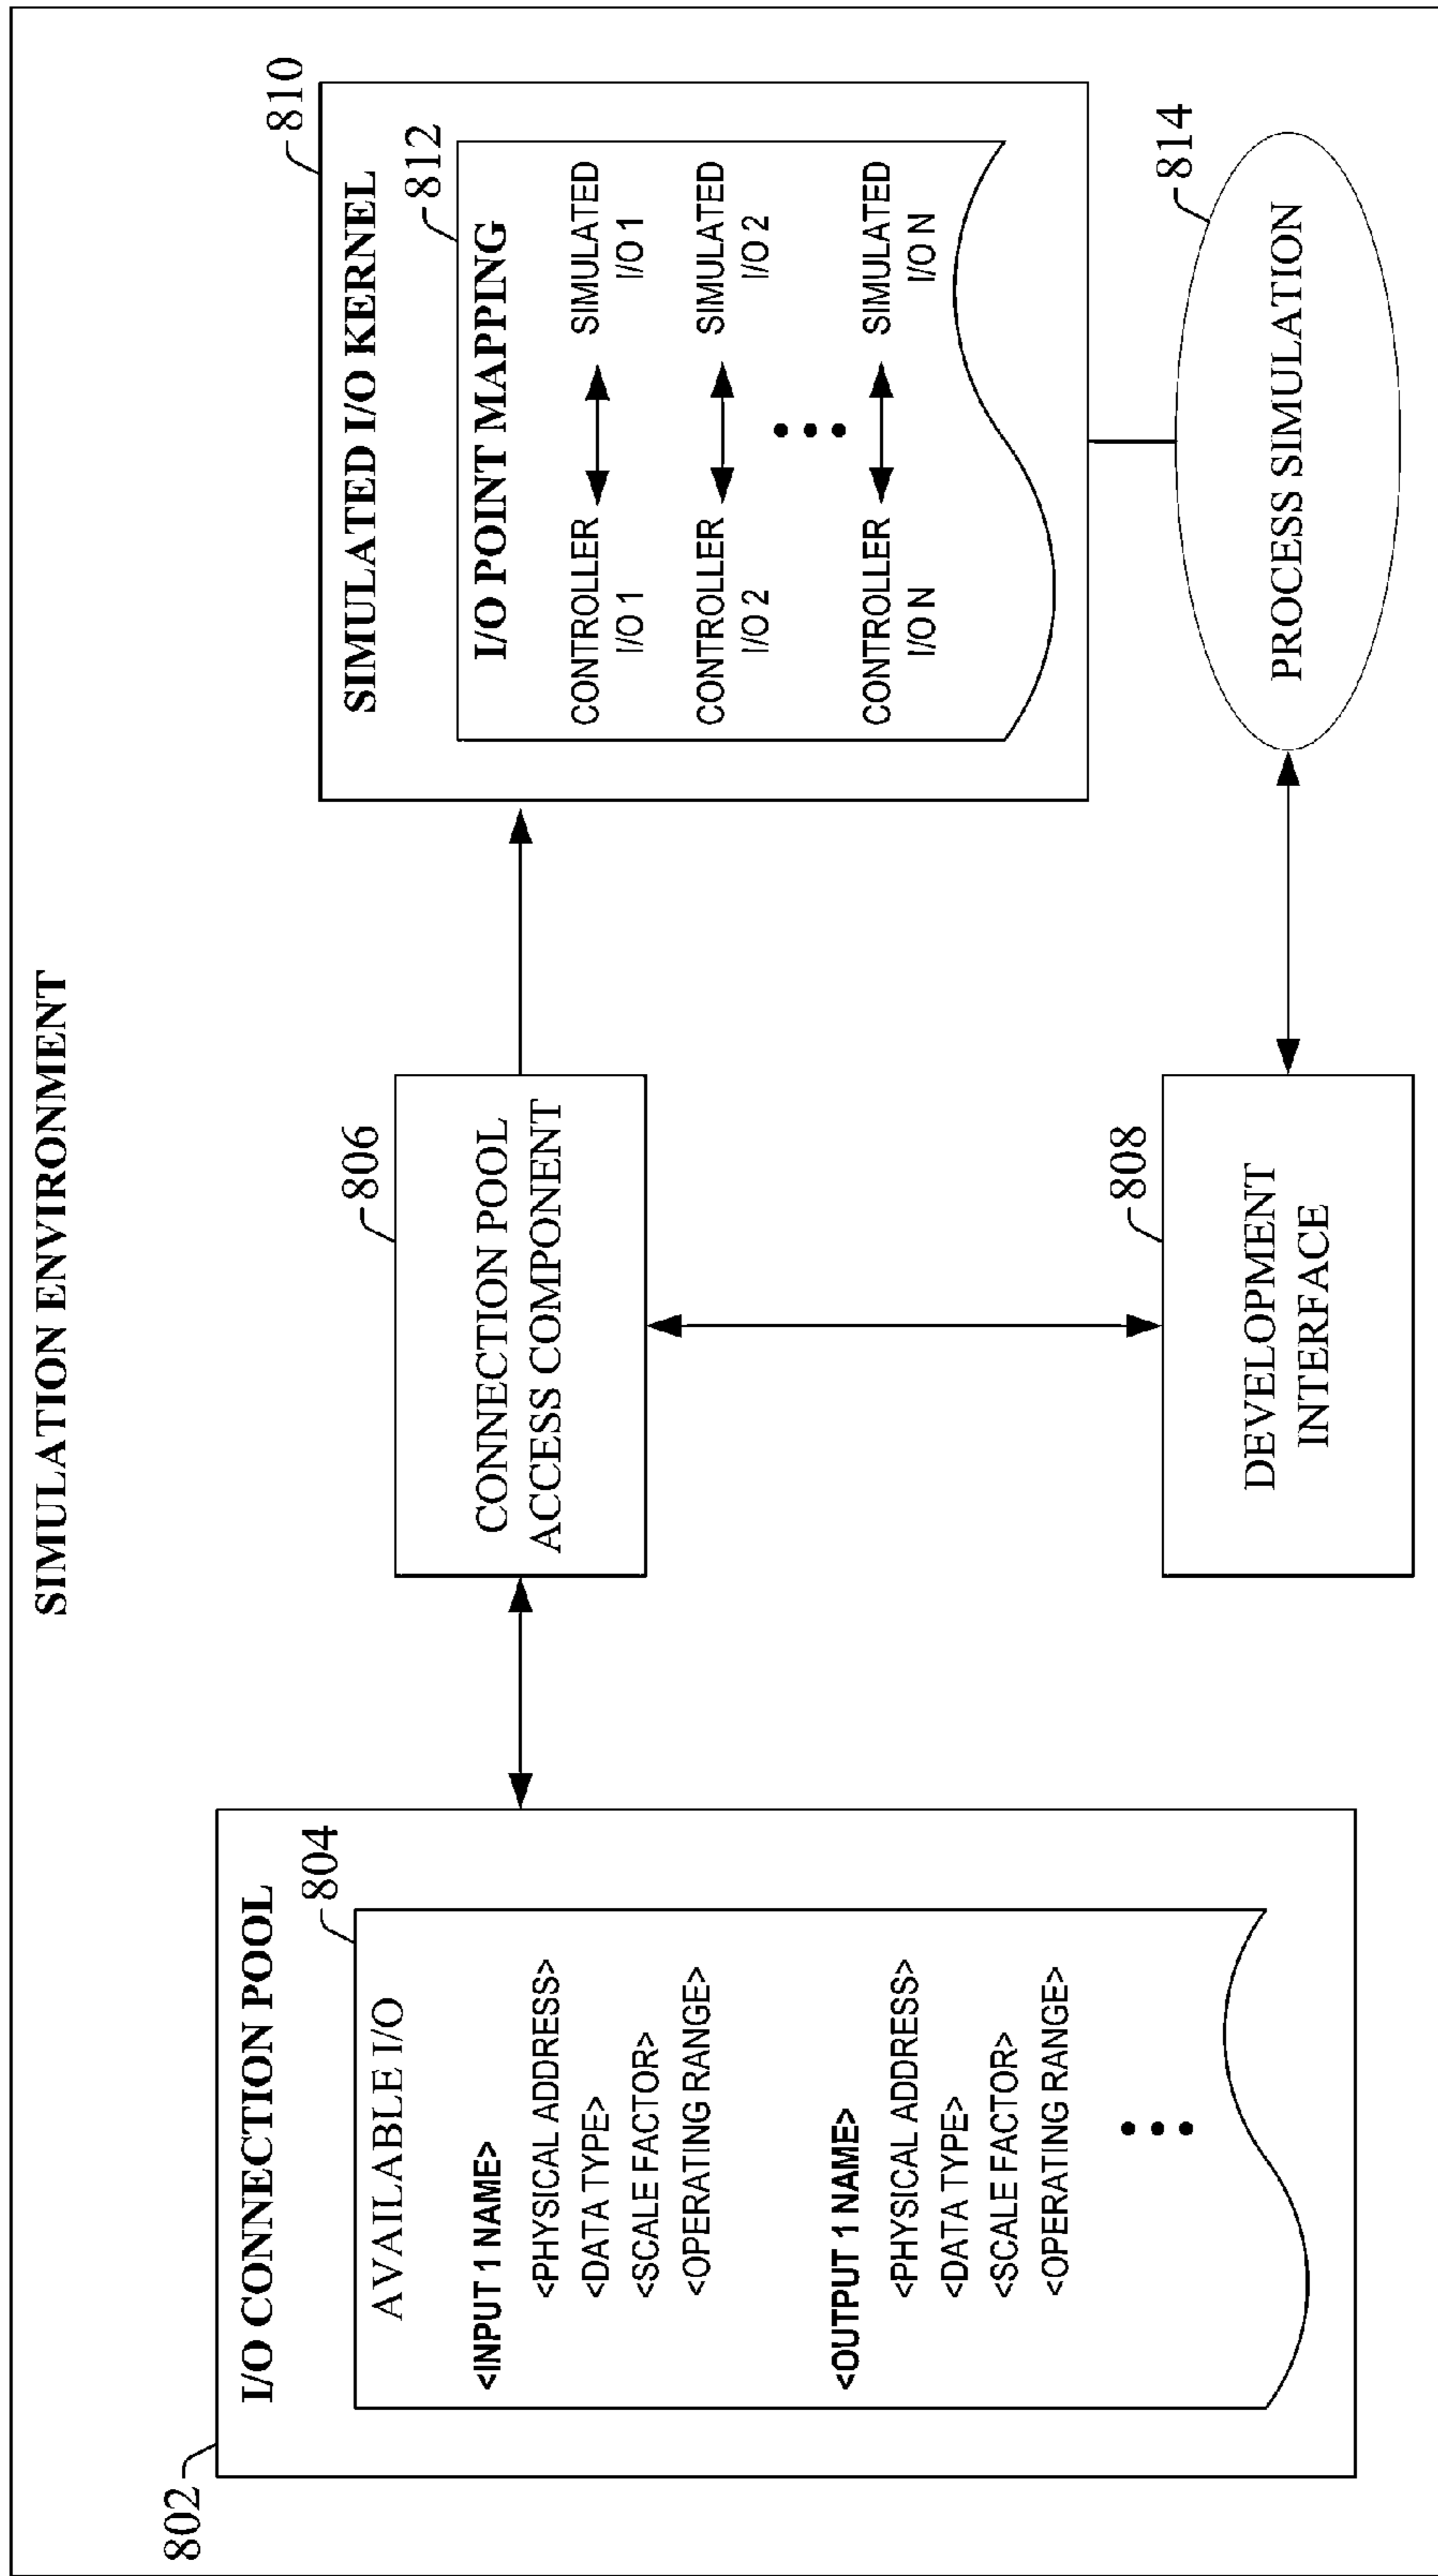 SIMULATION ENVIRONMENT
802
I/O CONNECTION POOL
804
AVAILABLE I/O
<INPUT 1 NAME>
<PHYSICAL ADDRESS>
<DATA TYPE>
<SCALE FACTOR>
<OPERATING RANGE>
<OUTPUT 1 NAME>
<PHYSICAL ADDRESS>
<DATA TYPE>
<SCALE FACTOR>
<OPERATING RANGE>
806
CONNECTION POOL
ACCESS COMPONENT
808
DEVELOPMENT
INTERFACE
810
SIMULATED I/O KERNEL
812
I/O POINT MAPPING
CONTROLLER SIMULATED
I/O 1 I/O 1
CONTROLLER SIMULATED
I/O 2 I/O 2
CONTROLLER SIMULATED
I/O N I/O N
814
PROCESS SIMULATION